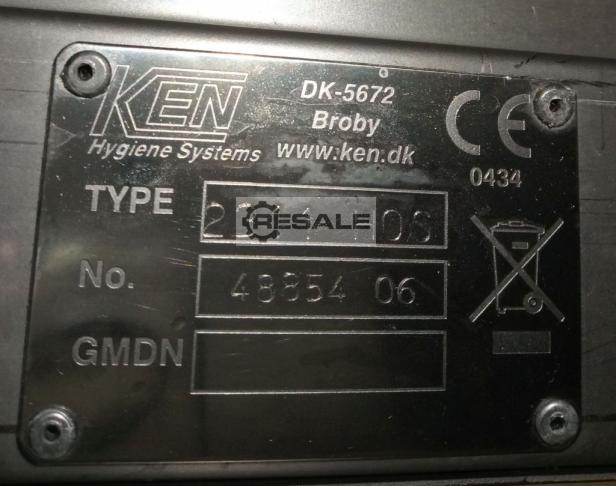 KEN
Hygiene Systems
DK-5672
Broby
www.ken.dk
CE
0434
TYPE
RESALE
No. 48854 06
GMDN